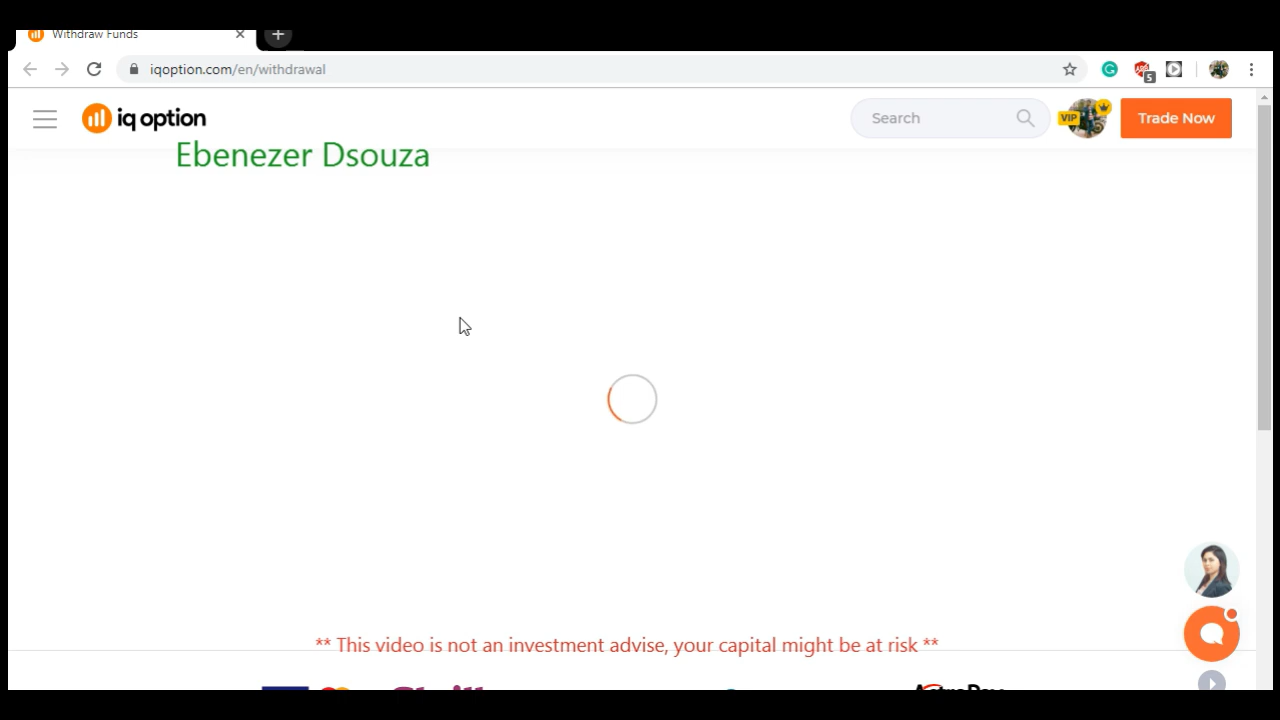 Withdraw Funds
iqoption.com/en/withdrawal
5
iq option
Search
VIP
Trade Now
Ebenezer Dsouza
** This video is not an investment advise, your capital might be at risk **